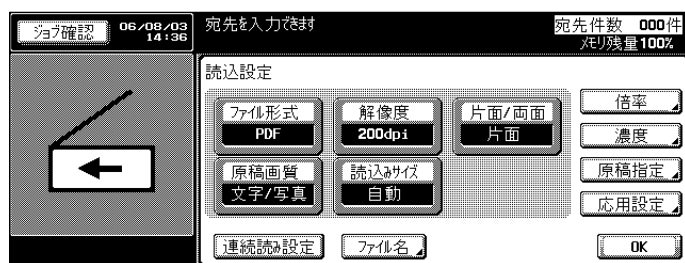 ジョブ確認
06/08/03
14:36
宛先を入力できます
宛先件数 000件
メモリ残量100%
読込設定
ファイル形式
PDF
解像度
200dpi
片面/両面
片面
倍率
濃度
原稿画質
文字/写真
読込みサイズ
自動
原稿指定
応用設定
連続読み設定
ファイル名
OK